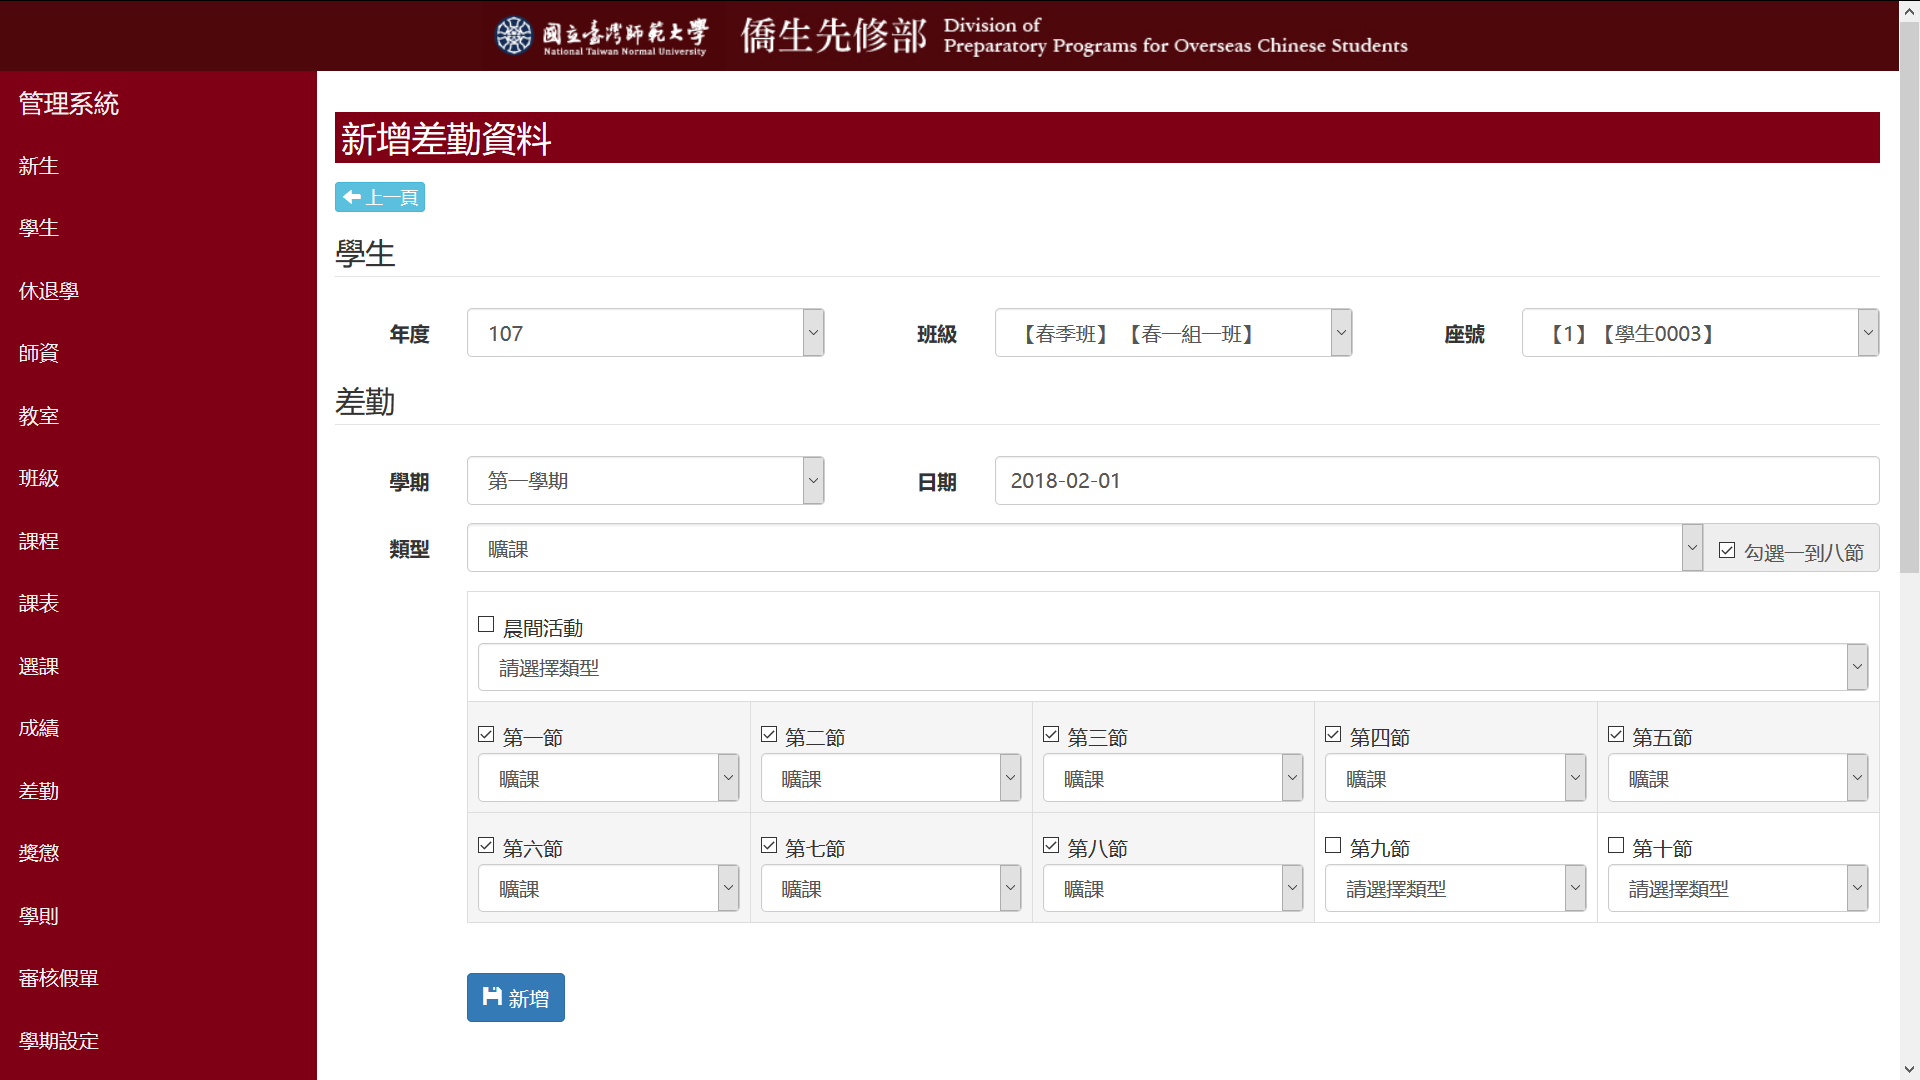 國立臺灣師範大學
National Taiwan Normal University
僑生先修部
Division of
Preparatory Programs for Overseas Chinese Students
管理系統
新生
學生
休退學
師資
教室
班級
課程
課表
選課
成績
差勤
獎懲
學則
審核假單
學期設定
新增差勤資料
上一頁
學生
年度 107 班級 【春季班】【春一組一班】 座號 【1】【學生0003】
差勤
學期 第一學期 日期 2018-02-01
類型 曠課 勾選一到八節
晨間活動
請選擇類型
第一節 第二節 第三節 第四節 第五節
曠課 曠課 曠課 曠課 曠課
第六節 第七節 第八節 第九節 第十節
曠課 曠課 曠課 請選擇類型 請選擇類型
新增